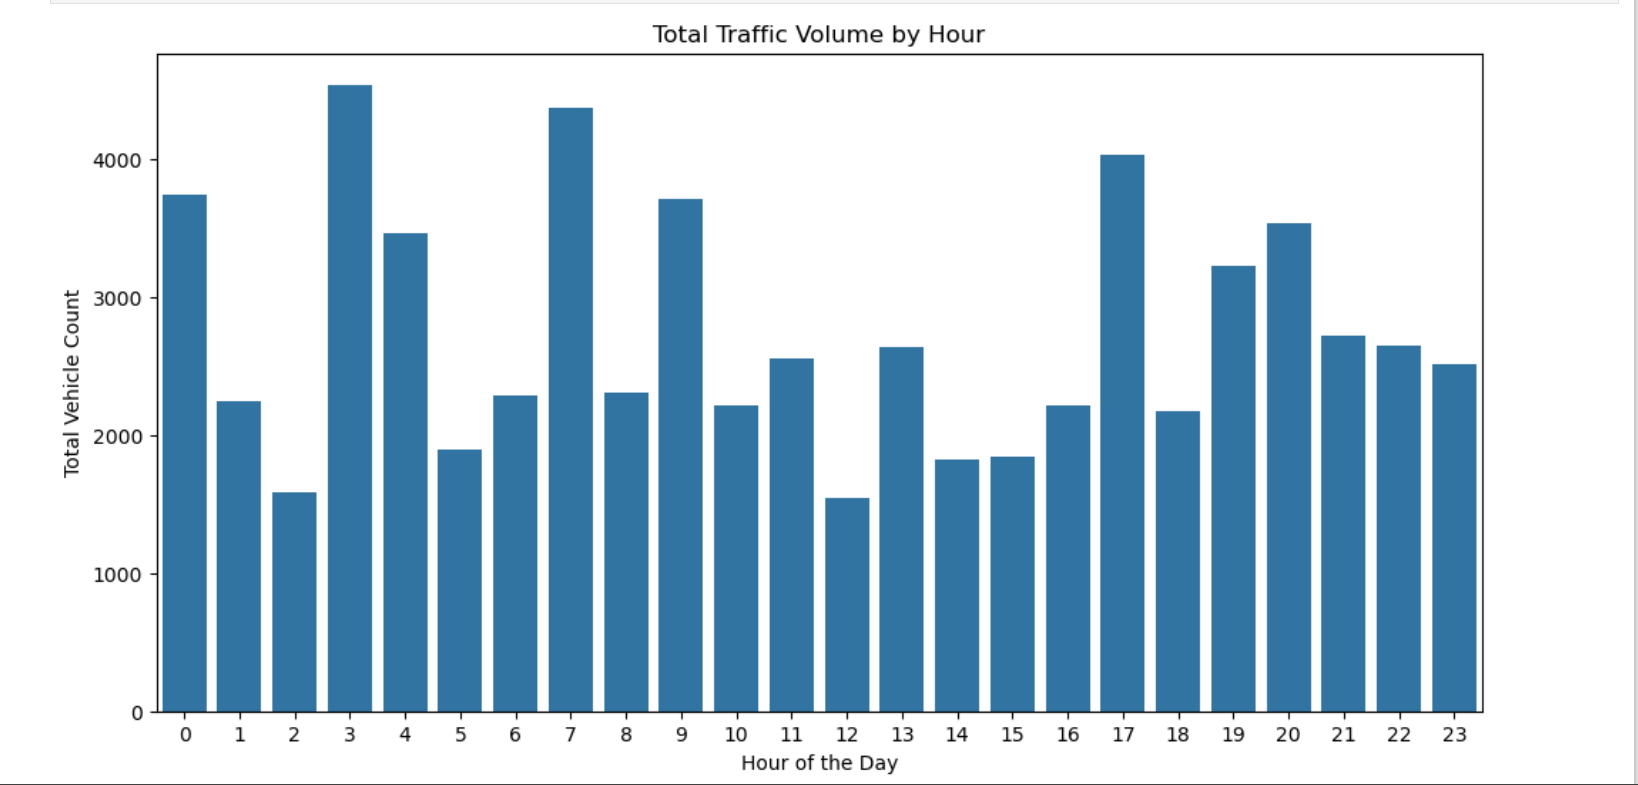 Total Traffic Volume by Hour
Total Vehicle Count
4000
3000
2000
1000
0
0 1 2 3 4 5 6 7 8 9 10 11 12 13 14 15 16 17 18 19 20 21 22 23
Hour of the Day